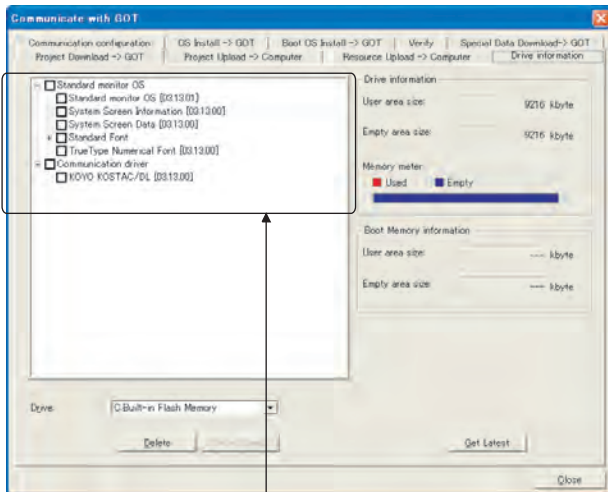 Communicate with GOT
Communication configuration OS Install -> GOT Boot OS Install -> GOT Verify Special Data Download-> GOT
Project Download -> GOT Project Upload -> Computer Resource Upload -> Computer Drive information
Standard monitor OS
Standard monitor OS [03.13.01]
System Screen Information [03.13.00]
System Screen Data [03.13.00]
Standard Font
TrueType Numerical Font [03.13.00]
Communication driver
KOYO KOSTAC/DL [03.13.00]
Drive information
User area size: 9216 kbyte
Empty area size: 9216 kbyte
Memory meter:
Used Empty
Boot Memory information
User area size: ---- kbyte
Empty area size: ---- kbyte
Drive: C:Built-in Flash Memory
Delete
Get Latest
Close